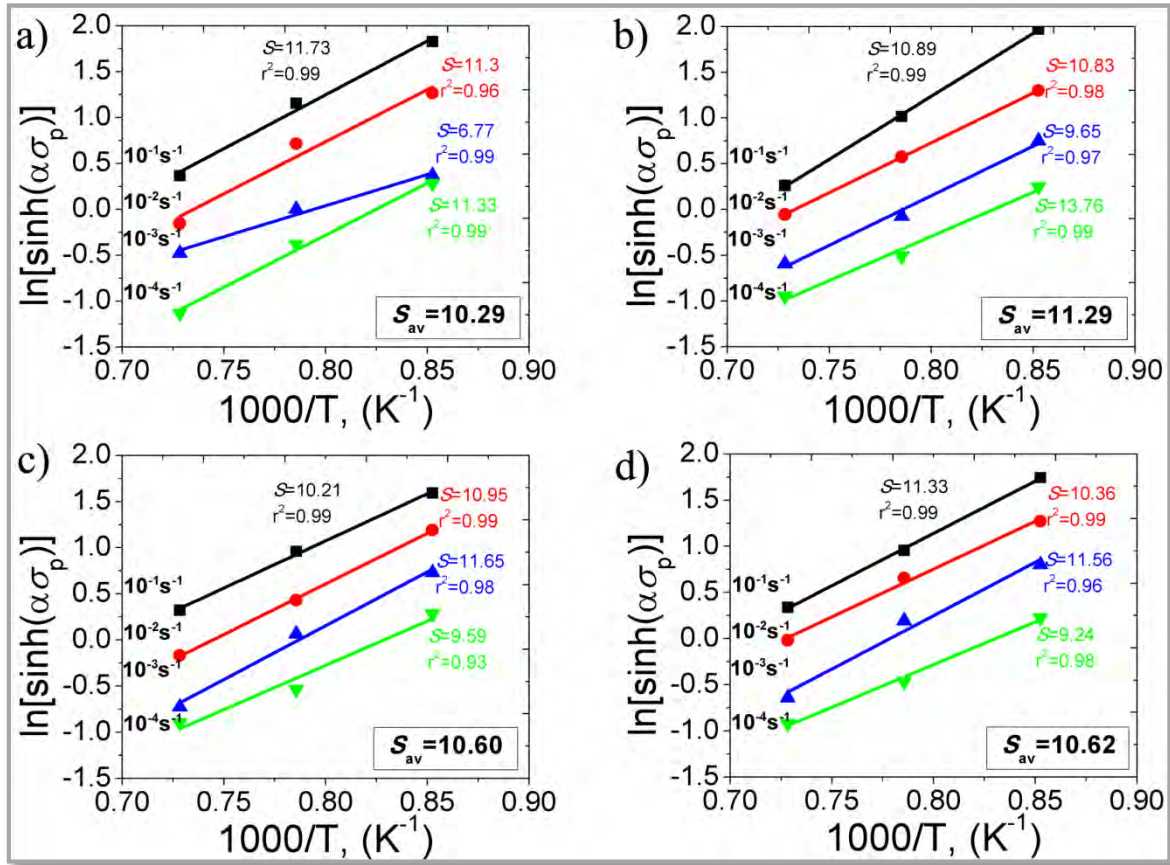 a)
ln[sinh(ασp)]
2.0
1.5
1.0
0.5
0.0
-0.5
-1.0
-1.5
S=11.73
r²=0.99
S=11.3
r²=0.96
S=6.77
r²=0.99
S=11.33
r²=0.99
10⁻¹s⁻¹
10⁻²s⁻¹
10⁻³s⁻¹
10⁻⁴s⁻¹
Sav=10.29
0.70 0.75 0.80 0.85 0.90
1000/T, (K⁻¹)
b)
ln[sinh(ασp)]
2.0
1.5
1.0
0.5
0.0
-0.5
-1.0
-1.5
S=10.89
r²=0.99
S=10.83
r²=0.98
S=9.65
r²=0.97
S=13.76
r²=0.99
10⁻¹s⁻¹
10⁻²s⁻¹
10⁻³s⁻¹
10⁻⁴s⁻¹
Sav=11.29
0.70 0.75 0.80 0.85 0.90
1000/T, (K⁻¹)
c)
ln[sinh(ασp)]
2.0
1.5
1.0
0.5
0.0
-0.5
-1.0
-1.5
S=10.21
r²=0.99
S=10.95
r²=0.99
S=11.65
r²=0.98
S=9.59
r²=0.93
10⁻¹s⁻¹
10⁻²s⁻¹
10⁻³s⁻¹
10⁻⁴s⁻¹
Sav=10.60
0.70 0.75 0.80 0.85 0.90
1000/T, (K⁻¹)
d)
ln[sinh(ασp)]
2.0
1.5
1.0
0.5
0.0
-0.5
-1.0
-1.5
S=11.33
r²=0.99
S=10.36
r²=0.99
S=11.56
r²=0.96
S=9.24
r²=0.98
10⁻¹s⁻¹
10⁻²s⁻¹
10⁻³s⁻¹
10⁻⁴s⁻¹
Sav=10.62
0.70 0.75 0.80 0.85 0.90
1000/T, (K⁻¹)